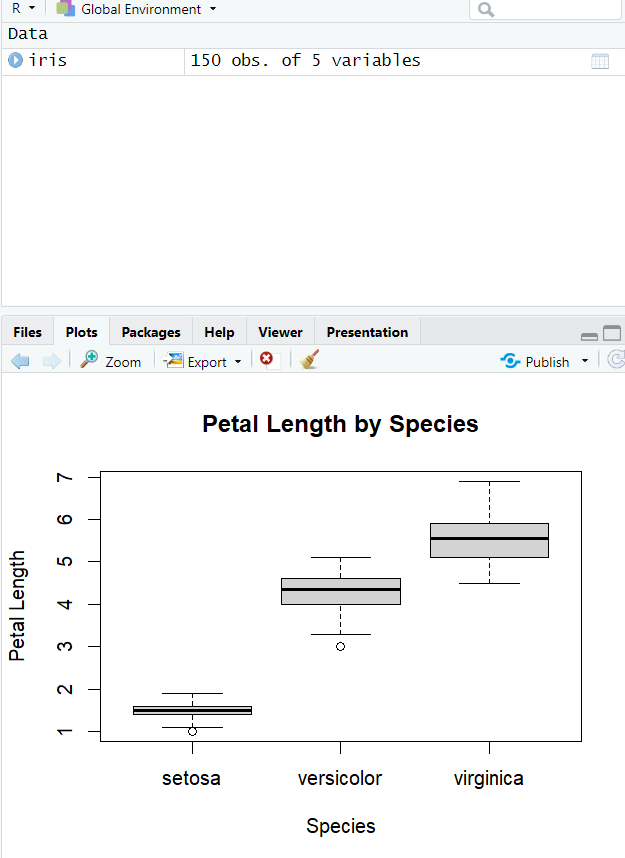 R Global Environment
Data
iris 150 obs. of 5 variables
Files Plots Packages Help Viewer Presentation
Zoom Export Publish
Petal Length by Species
Petal Length
7
6
5
4
3
2
1
setosa versicolor virginica
Species